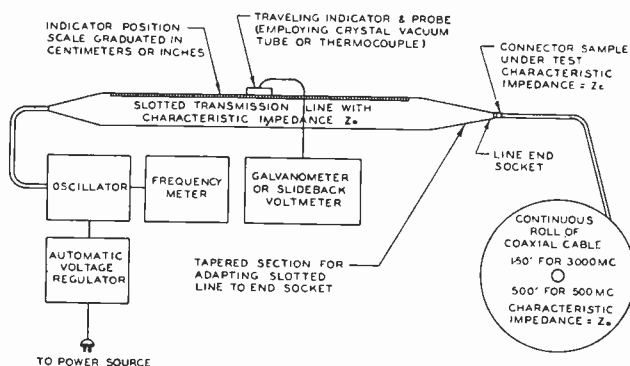 INDICATOR POSITION
SCALE GRADUATED IN
CENTIMETERS OR INCHES
TRAVELING INDICATOR & PROBE
(EMPLOYING CRYSTAL VACUUM
TUBE OR THERMOCOUPLE)
CONNECTOR SAMPLE
UNDER TEST
CHARACTERISTIC
IMPEDANCE = Zc
SLOTTED TRANSMISSION LINE WITH
CHARACTERISTIC IMPEDANCE Zo
LINE END
SOCKET
OSCILLATOR
FREQUENCY
METER
GALVANOMETER
OR SLIDEBACK
VOLTMETER
AUTOMATIC
VOLTAGE
REGULATOR
TAPERED SECTION FOR
ADAPTING SLOTTED
LINE TO END SOCKET
CONTINUOUS
ROLL OF
COAXIAL CABLE
150' FOR 3000 MC
500' FOR 500 MC
CHARACTERISTIC
IMPEDANCE = Zo
TO POWER SOURCE